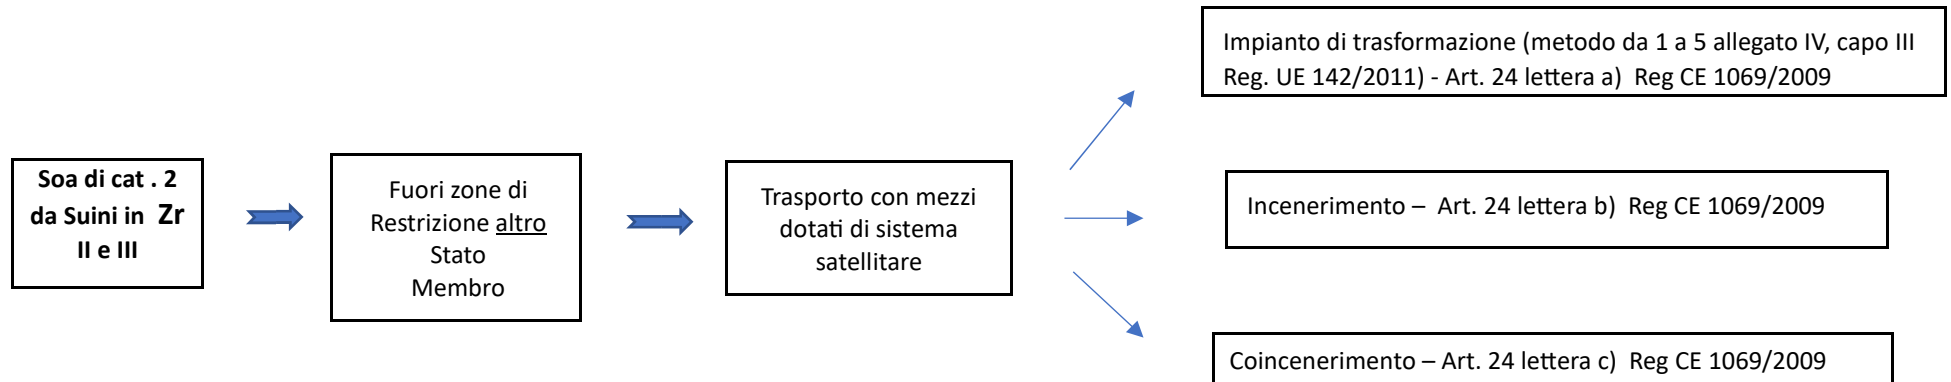 Soa di cat . 2
da Suini in Zr
II e III
Fuori zone di
Restrizione altro
Stato
Membro
Trasporto con mezzi
dotati di sistema
satellitare
Impianto di trasformazione (metodo da 1 a 5 allegato IV, capo III
Reg. UE 142/2011) - Art. 24 lettera a) Reg CE 1069/2009
Incenerimento – Art. 24 lettera b) Reg CE 1069/2009
Coincenerimento – Art. 24 lettera c) Reg CE 1069/2009